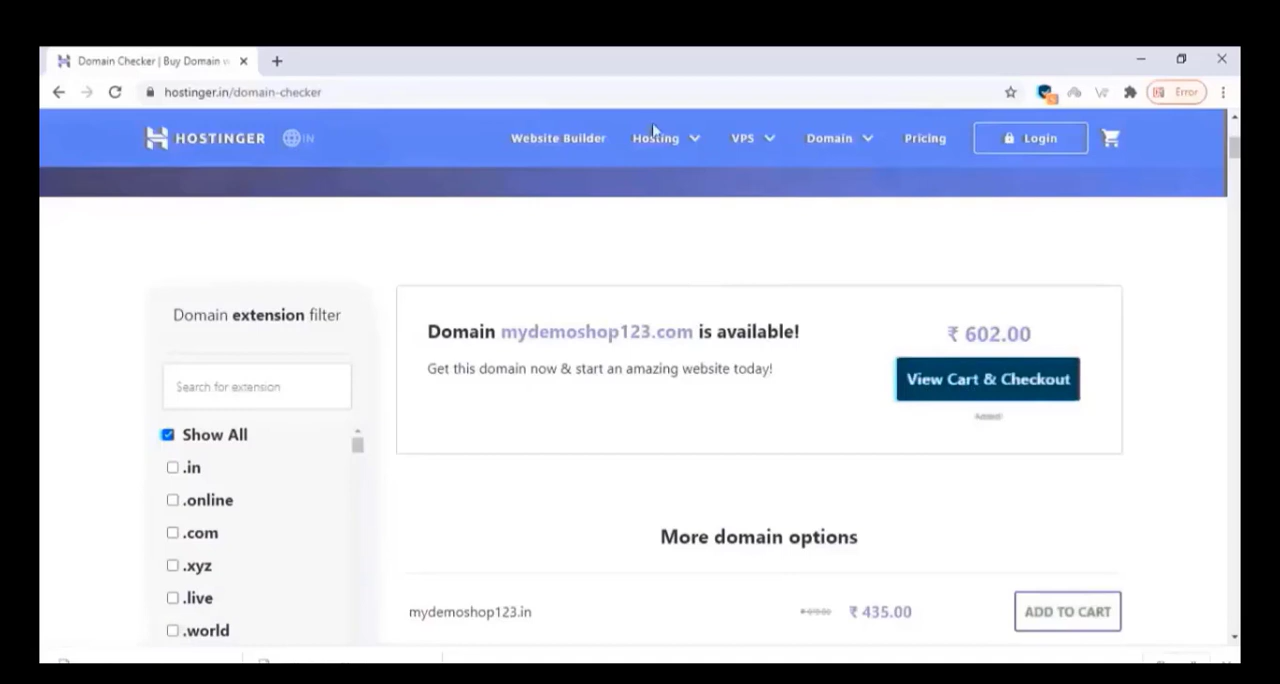 Domain Checker | Buy Domain w
hostinger.in/domain-checker
Error
HOSTINGER IN
Website Builder Hosting VPS Domain Pricing Login
Domain extension filter
Search for extension
Show All
.in
.online
.com
.xyz
.live
.world
Domain mydemoshop123.com is available!
Get this domain now & start an amazing website today!
₹ 602.00
View Cart & Checkout
Added!
More domain options
mydemoshop123.in ₹ 435.00 ADD TO CART